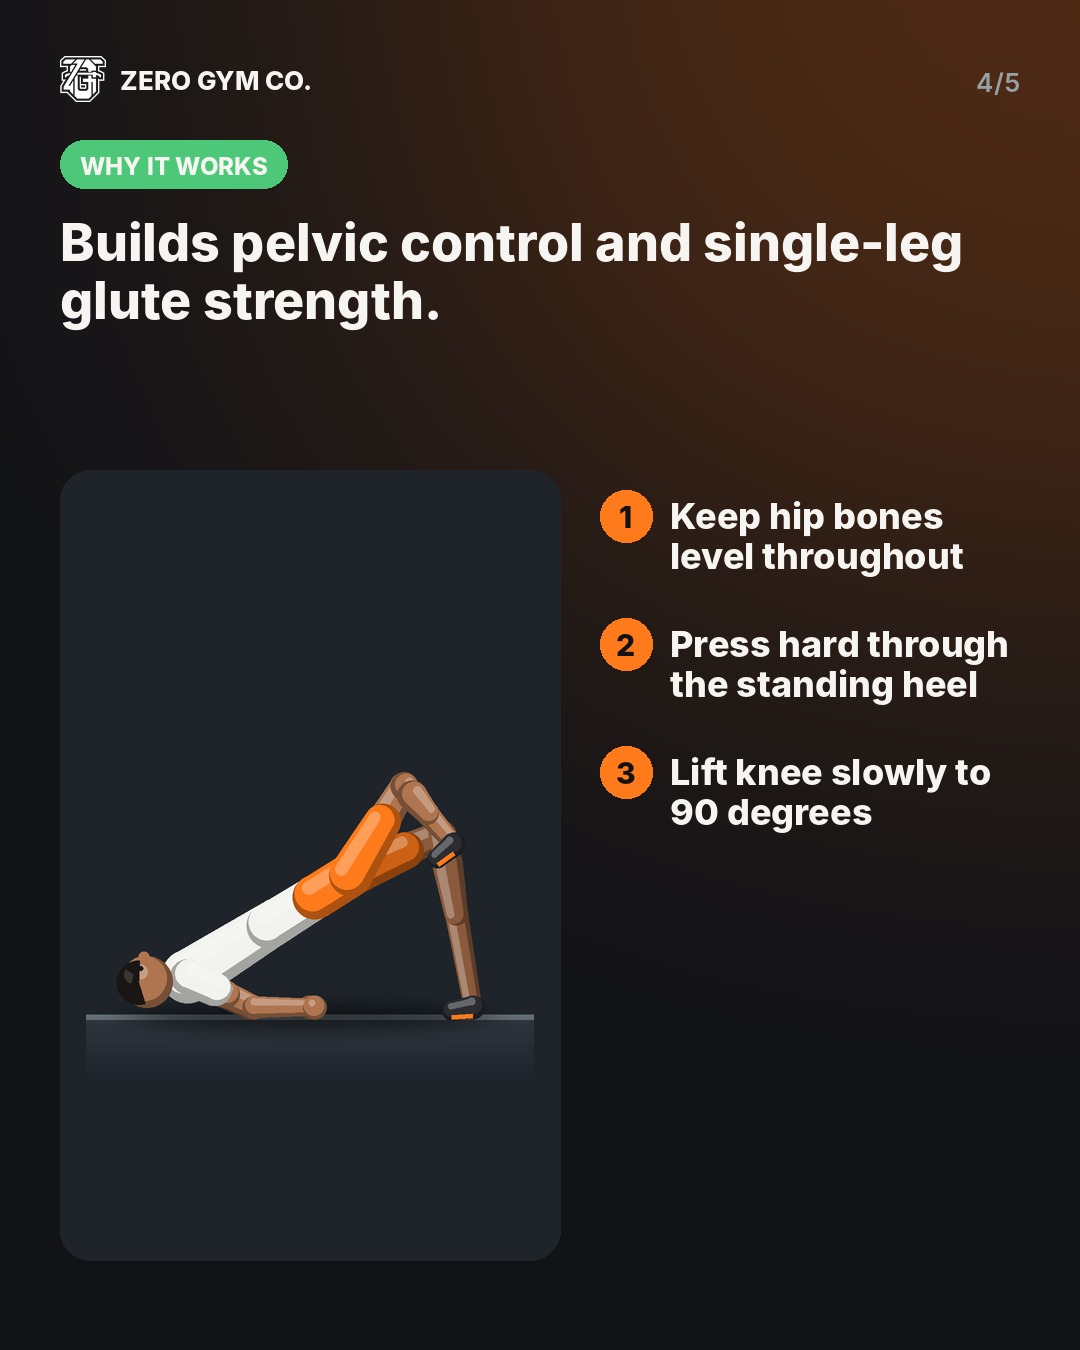 ZERO GYM CO.
4/5
WHY IT WORKS
Builds pelvic control and single-leg
glute strength.
1 Keep hip bones
level throughout
2 Press hard through
the standing heel
3 Lift knee slowly to
90 degrees